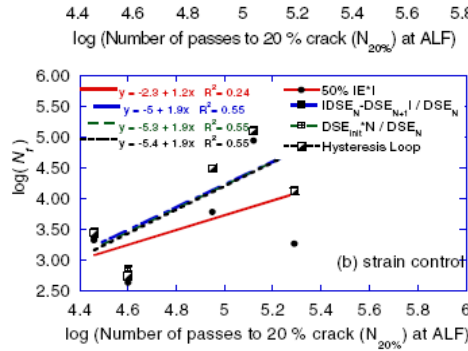 4.4 4.6 4.8 5 5.2 5.4 5.6 5.8
log (Number of passes to 20 % crack (N20%) at ALF)
6.00
5.50
5.00
4.50
4.00
3.50
3.00
2.50
log(Nf)
y = -2.3 + 1.2x R²= 0.24
y = -5 + 1.9x R²= 0.55
y = -5.3 + 1.9x R²= 0.55
y = -5.4 + 1.9x R²= 0.55
50% IE*I
IDSEN-DSEN+1I / DSEN
DSEinit*N / DSEN
Hysteresis Loop
(b) strain control
4.4 4.6 4.8 5 5.2 5.4 5.6 5.8 6
log (Number of passes to 20 % crack (N20%) at ALF)